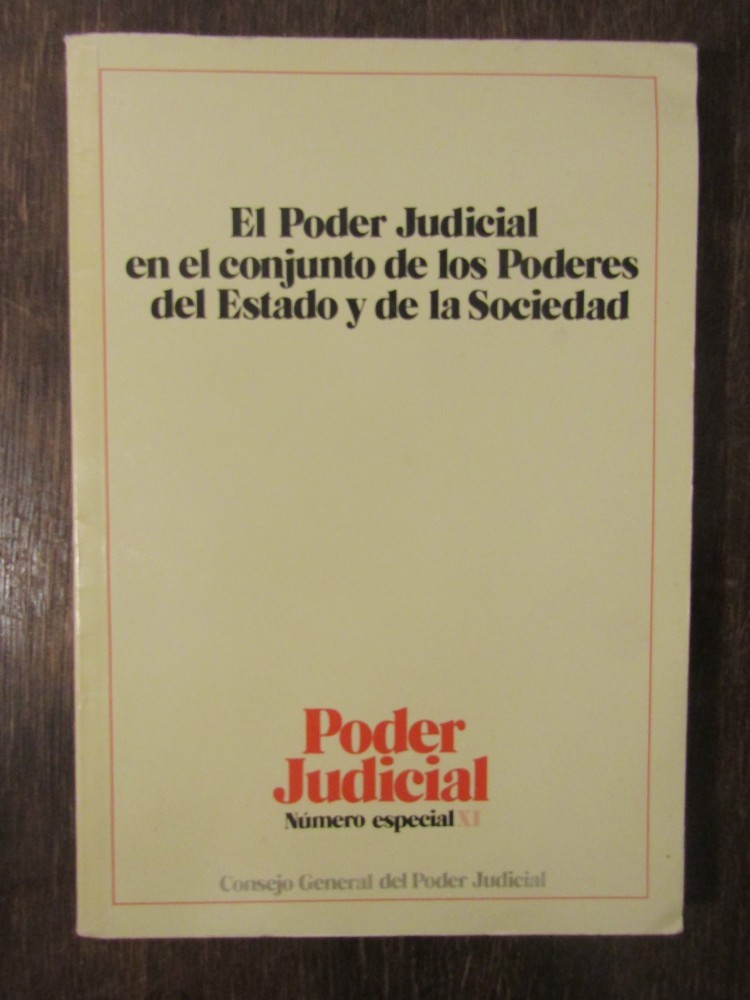 El Poder Judicial
en el conjunto de los Poderes
del Estado y de la Sociedad
Poder
Judicial
Número especial XI
Consejo General del Poder Judicial